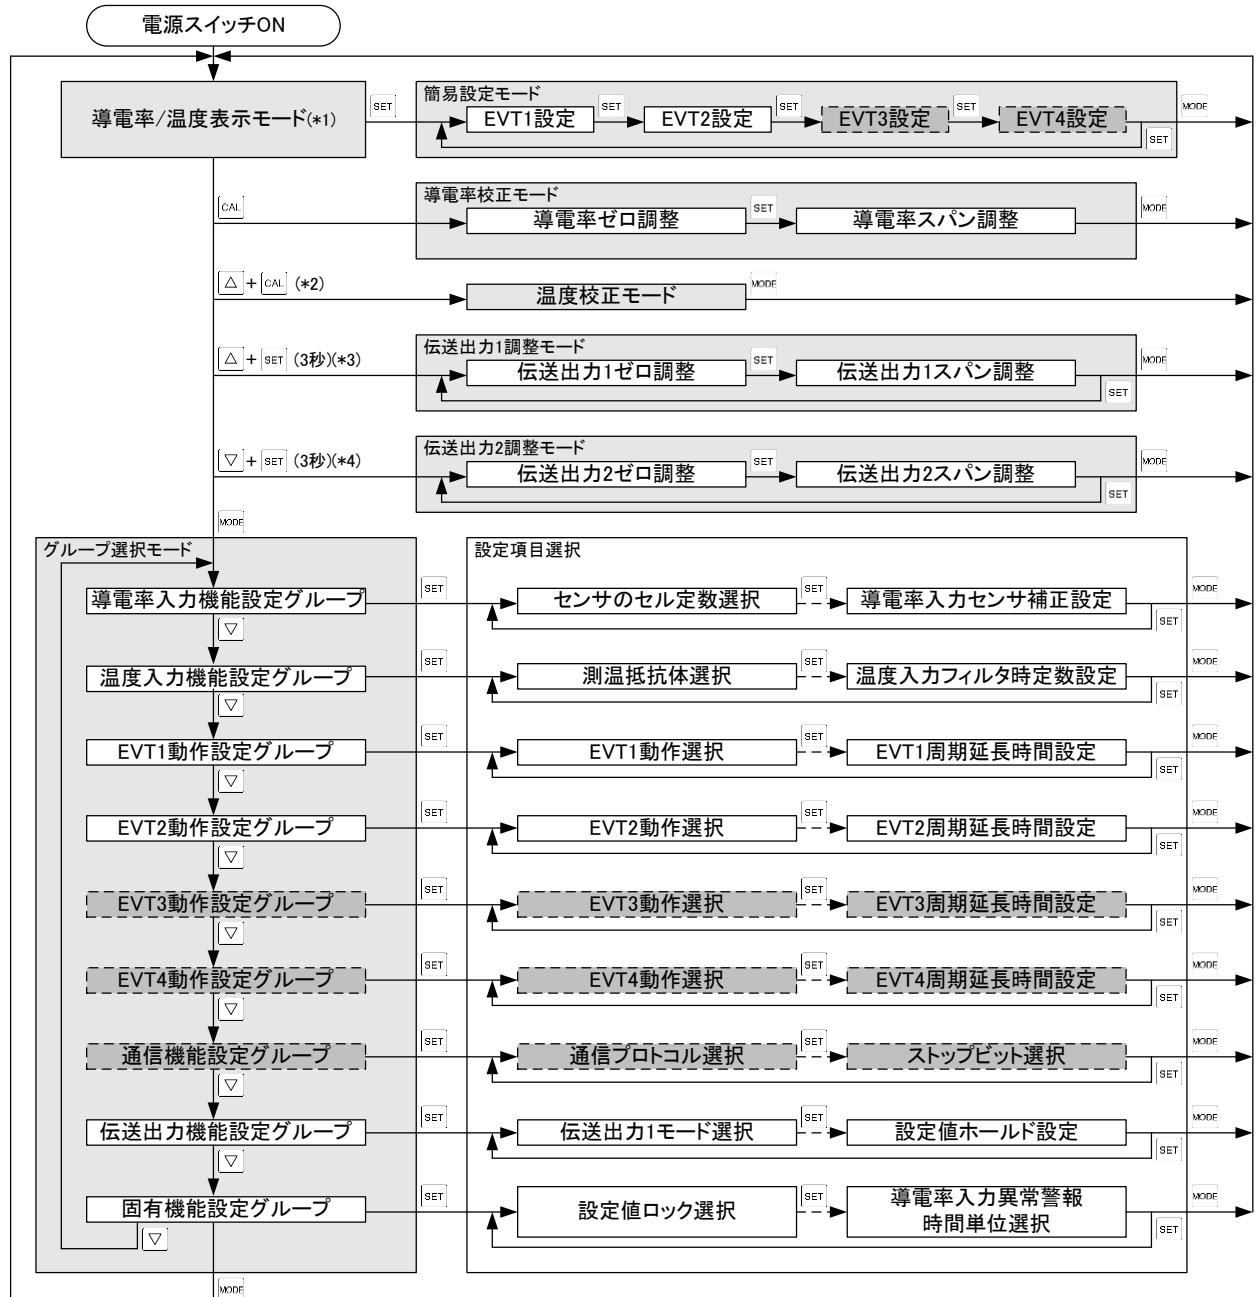 電源スイッチON
導電率/温度表示モード(*1)
SET
簡易設定モード
EVT1設定
SET
EVT2設定
SET
EVT3設定
SET
EVT4設定
MODE
SET
CAL
導電率校正モード
導電率ゼロ調整
SET
導電率スパン調整
MODE
△ + CAL (*2)
温度校正モード
MODE
△ + SET (3秒)(*3)
伝送出力1調整モード
伝送出力1ゼロ調整
SET
伝送出力1スパン調整
MODE
SET
▽ + SET (3秒)(*4)
伝送出力2調整モード
伝送出力2ゼロ調整
SET
伝送出力2スパン調整
MODE
SET
MODE
グループ選択モード
設定項目選択
導電率入力機能設定グループ
SET
センサのセル定数選択
SET
導電率入力センサ補正設定
MODE
SET
▽
温度入力機能設定グループ
SET
測温抵抗体選択
SET
温度入力フィルタ時定数設定
MODE
SET
▽
EVT1動作設定グループ
SET
EVT1動作選択
SET
EVT1周期延長時間設定
MODE
SET
▽
EVT2動作設定グループ
SET
EVT2動作選択
SET
EVT2周期延長時間設定
MODE
SET
▽
EVT3動作設定グループ
SET
EVT3動作選択
SET
EVT3周期延長時間設定
MODE
SET
▽
EVT4動作設定グループ
SET
EVT4動作選択
SET
EVT4周期延長時間設定
MODE
SET
▽
通信機能設定グループ
SET
通信プロトコル選択
SET
ストップビット選択
MODE
SET
▽
伝送出力機能設定グループ
SET
伝送出力1モード選択
SET
設定値ホールド設定
MODE
SET
▽
固有機能設定グループ
SET
設定値ロック選択
SET
導電率入力異常警報
時間単位選択
MODE
SET
▽
MODE